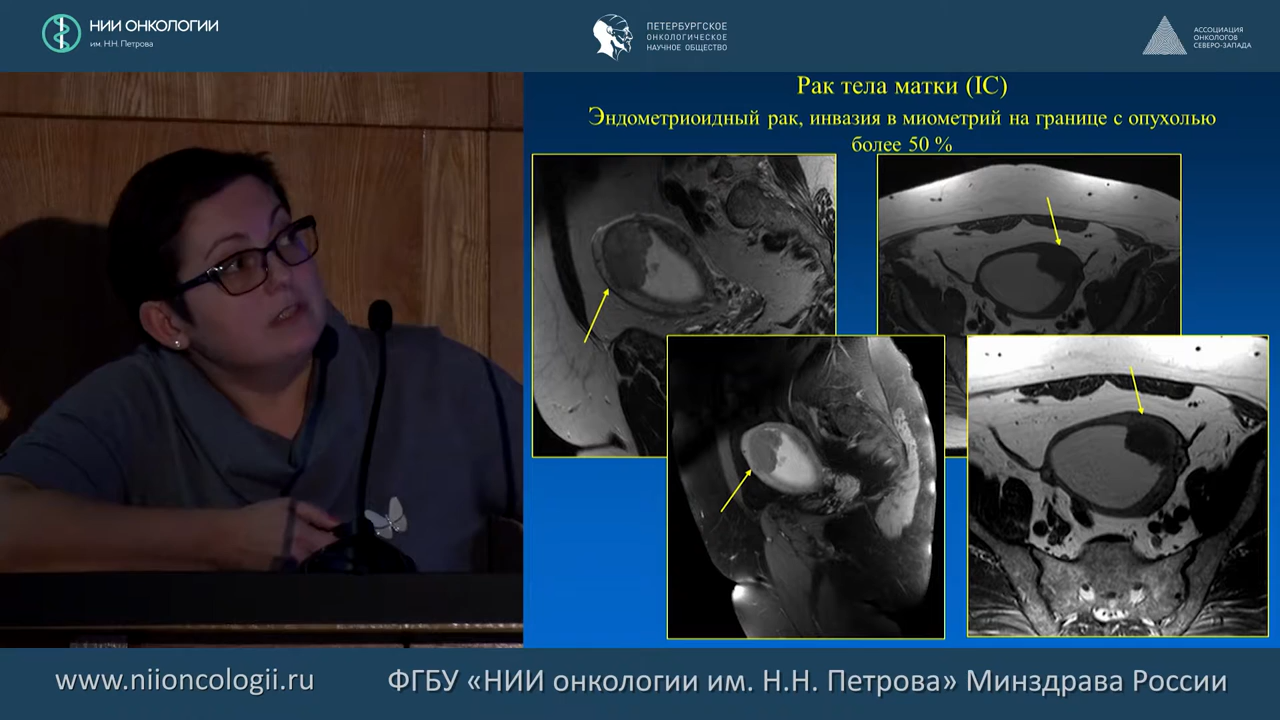 НИИ ОНКОЛОГИИ
им. Н.Н. Петрова
ПЕТЕРБУРГСКОЕ
ОНКОЛОГИЧЕСКОЕ
НАУЧНОЕ ОБЩЕСТВО
АССОЦИАЦИЯ
ОНКОЛОГОВ
СЕВЕРО-ЗАПАДА
Рак тела матки (IC)
Эндометриоидный рак, инвазия в миометрий на границе с опухолью
более 50 %
www.niioncologii.ru
ФГБУ «НИИ онкологии им. Н.Н. Петрова» Минздрава России